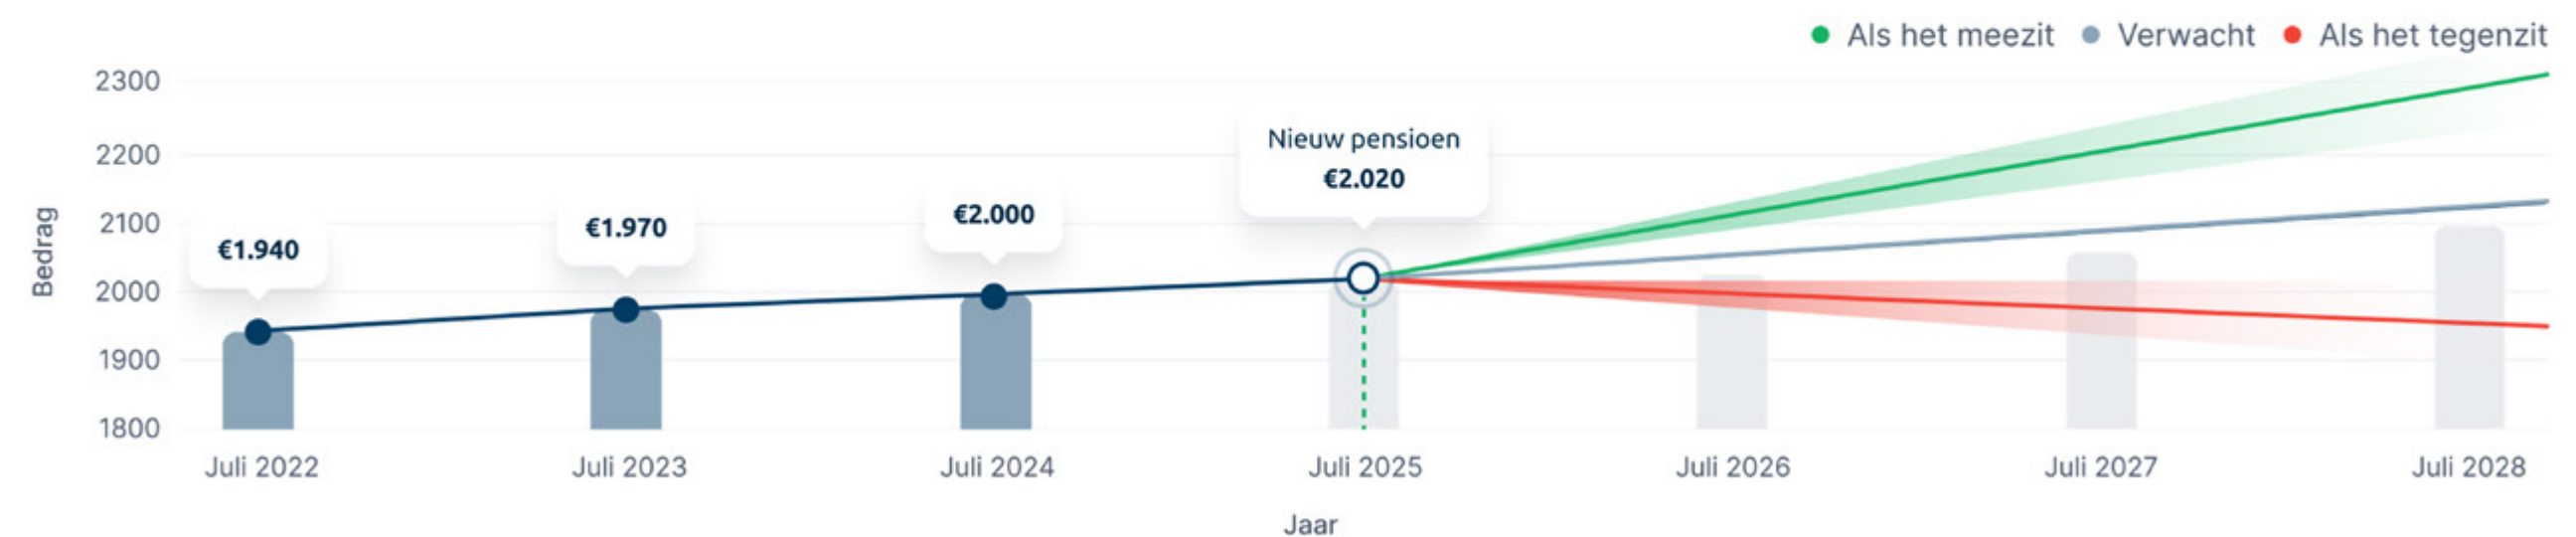 Als het meezit Verwacht Als het tegenzit
2300
2200
2100
2000
1900
1800
Bedrag
€1.940
€1.970
€2.000
Nieuw pensioen
€2.020
Juli 2022 Juli 2023 Juli 2024 Juli 2025 Juli 2026 Juli 2027 Juli 2028
Jaar